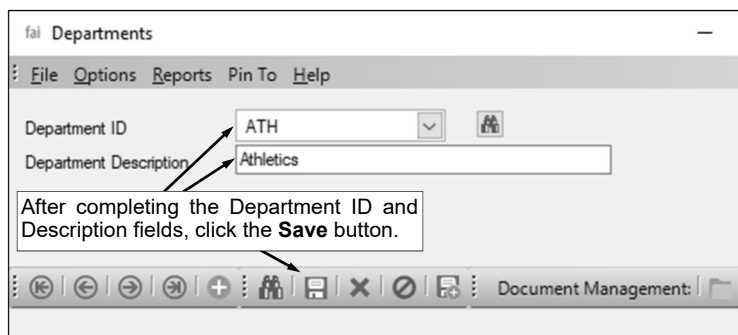 fai Departments
File Options Reports Pin To Help
Department ID ATH
Department Description Athletics
After completing the Department ID and
Description fields, click the Save button.
Document Management: